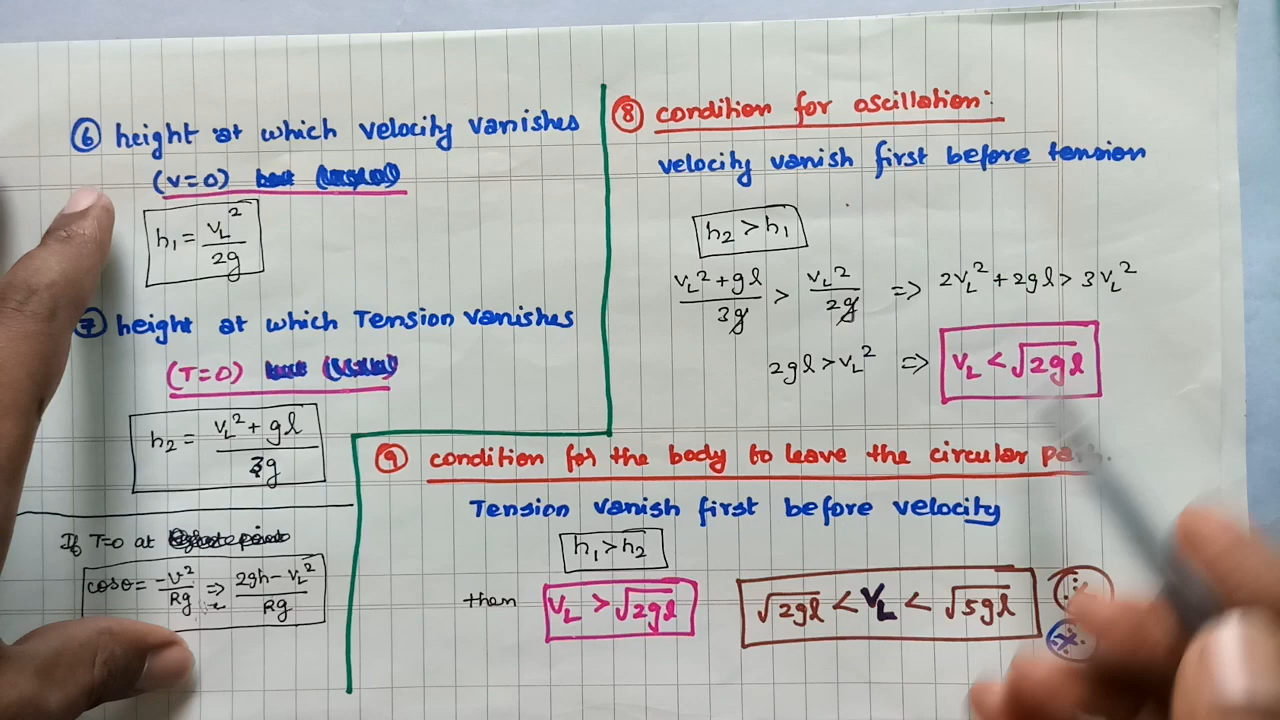 ⑥ height at which velocity vanishes
(v=0)
h₁ = v_L² / 2g
⑦ height at which Tension vanishes
(T=0)
h₂ = (v_L² + gl) / 3g
If T=0 at
cosθ = -v² / Rg ⇒ (2gh - v_L²) / Rg
⑧ condition for oscillation:
velocity vanish first before tension
h₂ > h₁
(v_L² + gl) / 3g > v_L² / 2g ⇒ 2v_L² + 2gl > 3v_L²
2gl > v_L² ⇒ v_L < √2gl
⑨ condition for the body to leave the circular
Tension vanish first before velocity
h₁ > h₂
then v_L > √2gl √2gl < v_L < √5gl